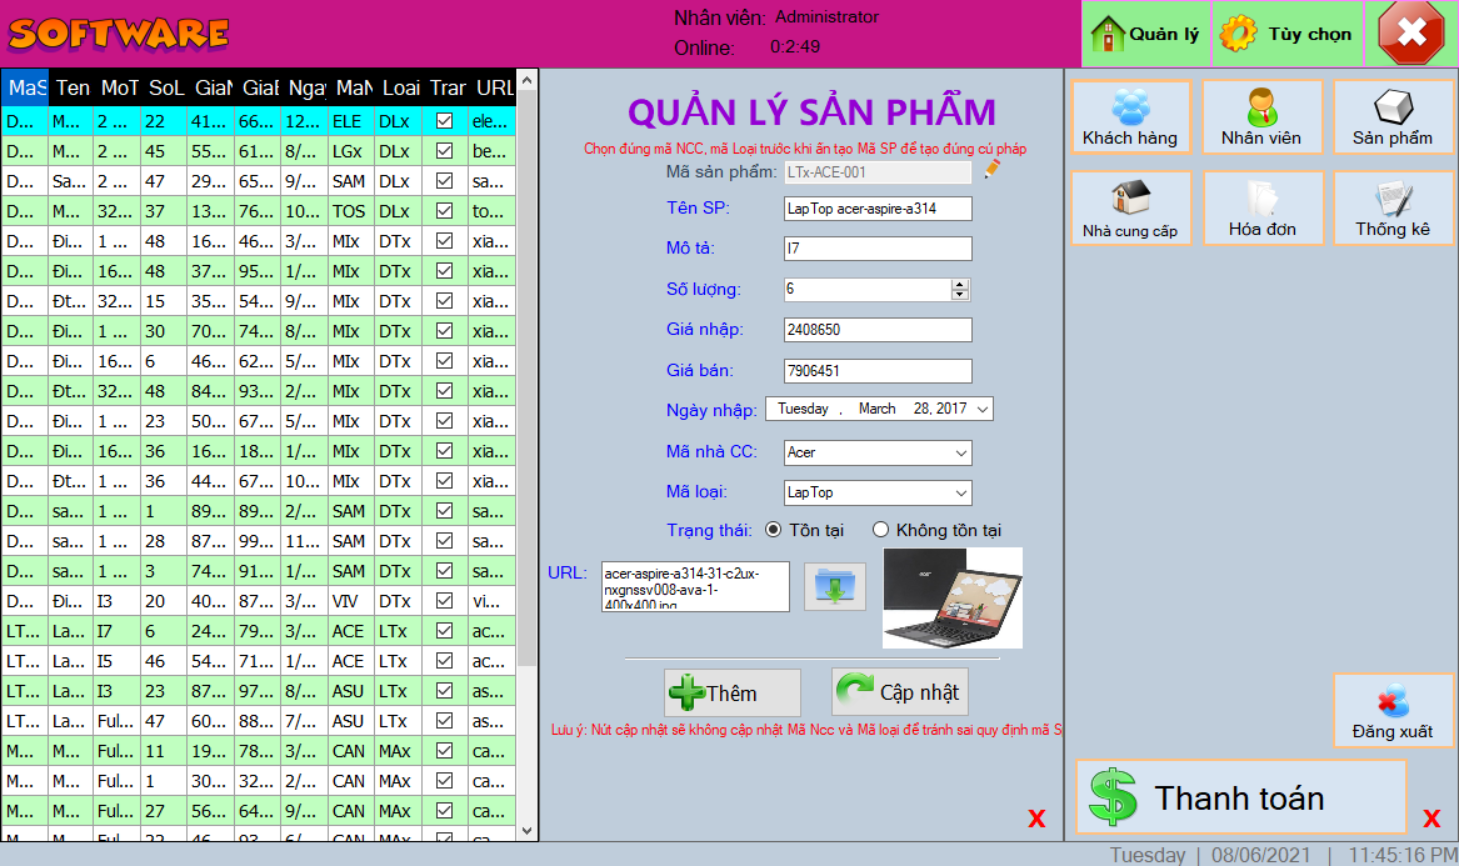 SOFTWARE
Nhân viên: Administrator
Online: 0:2:49
Quản lý
Tùy chọn
MaS Ten MoT SoL GiaN GiaB Nga MaN Loai Trar URL
D... M... 2 ... 22 41... 66... 12... ELE DLx ele...
D... M... 2 ... 45 55... 61... 8/... LGx DLx be...
D... Sa... 2 ... 47 29... 65... 9/... SAM DLx sa...
D... M... 32... 37 13... 76... 10... TOS DLx to...
D... Đi... 1 ... 48 16... 46... 3/... MIx DTx xia...
D... Đi... 16... 48 37... 95... 1/... MIx DTx xia...
D... Đt... 32... 15 35... 54... 9/... MIx DTx xia...
D... Đi... 1 ... 30 70... 74... 8/... MIx DTx xia...
D... Đi... 16... 6 46... 62... 5/... MIx DTx xia...
D... Đt... 32... 48 84... 93... 2/... MIx DTx xia...
D... Đi... 1 ... 23 50... 67... 5/... MIx DTx xia...
D... Đi... 16... 36 16... 18... 1/... MIx DTx xia...
D... Đt... 1 ... 36 44... 67... 10... MIx DTx xia...
D... sa... 1 ... 1 89... 89... 2/... SAM DTx sa...
D... sa... 1 ... 28 87... 99... 11... SAM DTx sa...
D... sa... 1 ... 3 74... 91... 1/... SAM DTx sa...
D... Đi... I3 20 40... 87... 3/... VIV DTx vi...
LT... La... I7 6 24... 79... 3/... ACE LTx ac...
LT... La... I5 46 54... 71... 1/... ACE LTx ac...
LT... La... I3 23 87... 97... 8/... ASU LTx as...
LT... La... Ful... 47 60... 88... 7/... ASU LTx as...
M... M... Ful... 11 19... 78... 3/... CAN MAx ca...
M... M... Ful... 1 30... 32... 2/... CAN MAx ca...
M... M... Ful... 27 56... 64... 9/... CAN MAx ca...
M... M... Ful... 22 46... 93... 6/... CAN MAx ca...
QUẢN LÝ SẢN PHẨM
Chọn đúng mã NCC, mã Loại trước khi ấn tạo Mã SP để tạo đúng cú pháp
Mã sản phẩm: LTx-ACE-001
Tên SP: LapTop acer-aspire-a314
Mô tả: I7
Số lượng: 6
Giá nhập: 2408650
Giá bán: 7906451
Ngày nhập: Tuesday , March 28, 2017
Mã nhà CC: Acer
Mã loại: LapTop
Trạng thái: Tồn tại Không tồn tại
URL: acer-aspire-a314-31-c2ux-
nxgnssv008-ava-1-
400x400.jpg
acer
Thêm
Cập nhật
Lưu ý: Nút cập nhật sẽ không cập nhật Mã Ncc và Mã loại để tránh sai quy định mã S
X
Khách hàng
Nhân viên
Sản phẩm
Nhà cung cấp
Hóa đơn
Thống kê
Đăng xuất
Thanh toán
X
Tuesday | 08/06/2021 | 11:45:16 PM